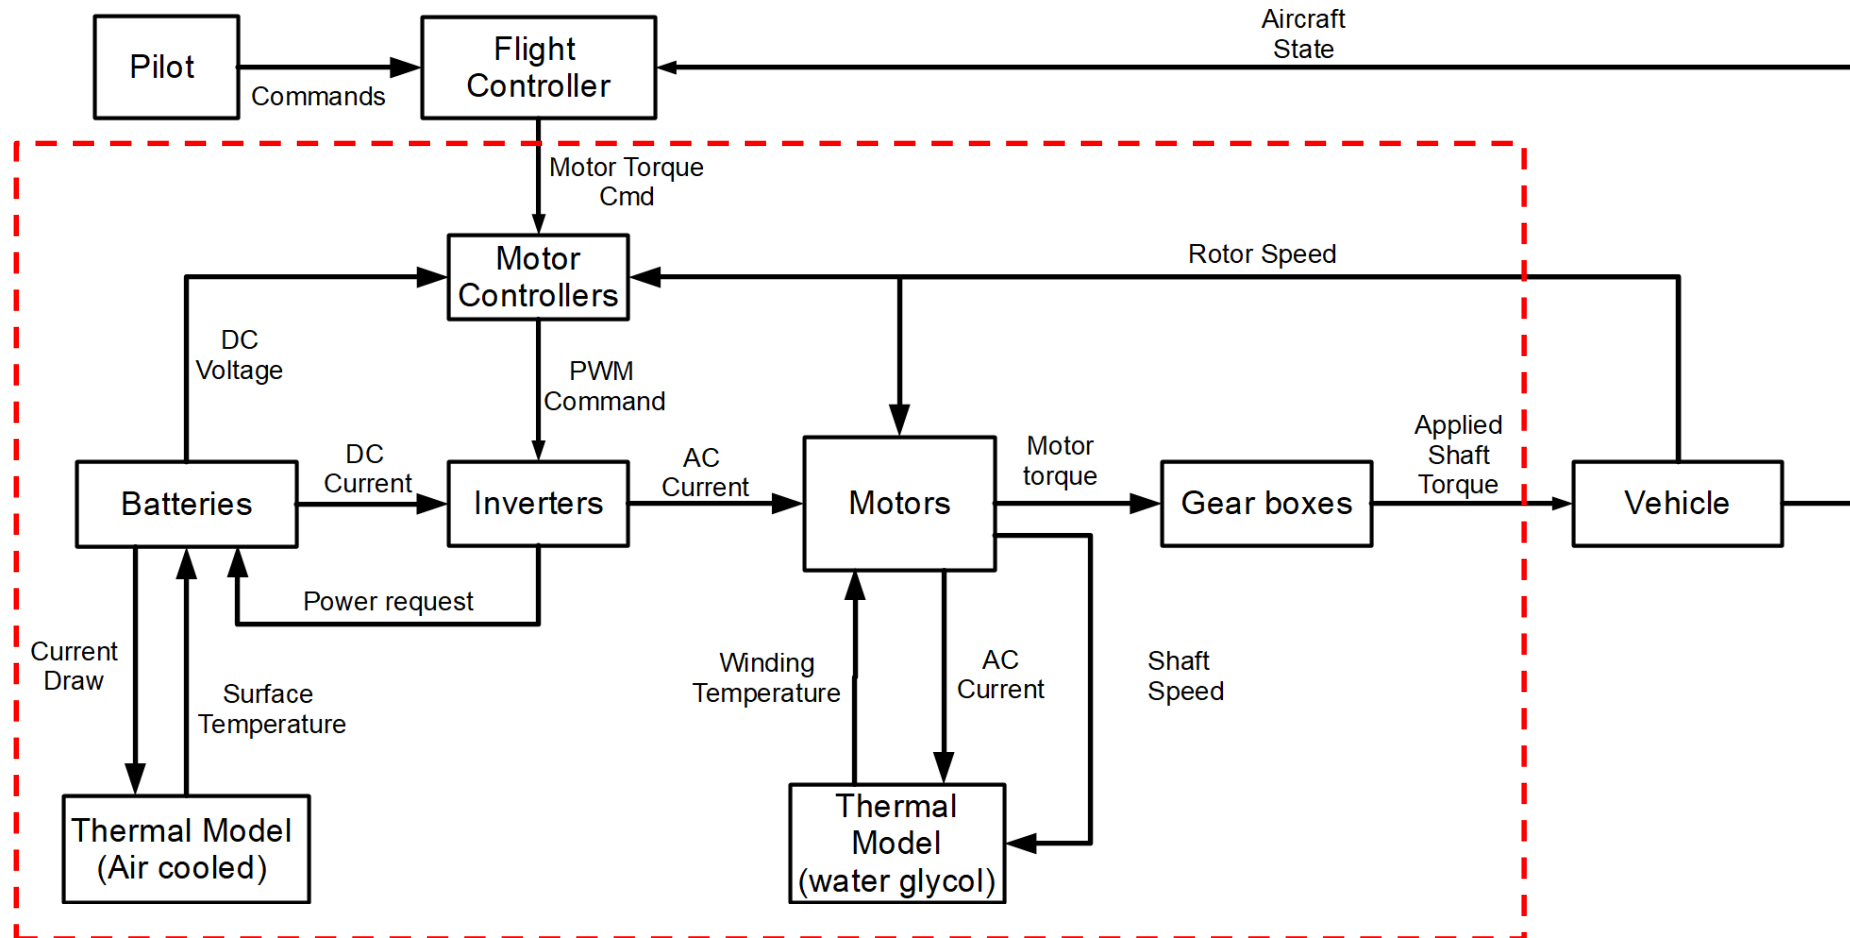 Pilot
Commands
Flight
Controller
Aircraft
State
Motor Torque
Cmd
Motor
Controllers
Rotor Speed
DC
Voltage
PWM
Command
Batteries
DC
Current
Inverters
AC
Current
Motors
Motor
torque
Gear boxes
Applied
Shaft
Torque
Vehicle
Power request
Current
Draw
Surface
Temperature
Winding
Temperature
AC
Current
Shaft
Speed
Thermal Model
(Air cooled)
Thermal
Model
(water glycol)